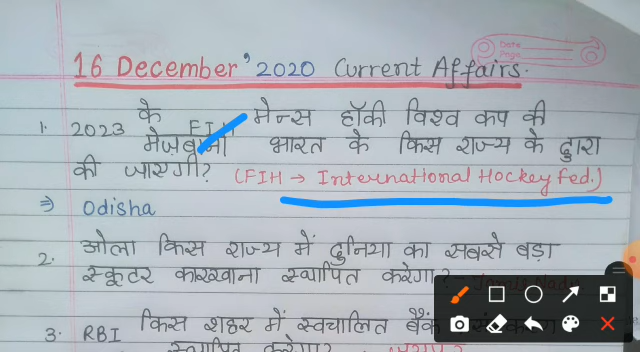 Date
Page
16 December' 2020 Current Affairs.
1. 2023 के FIH मेन्स हॉकी विश्व कप की
मेज़बानी भारत के किस राज्य के द्वारा
की जाएगी? (FIH → International Hockey Fed.)
⇒ Odisha
2. ओला किस राज्य में दुनिया का सबसे बड़ा
स्कूटर कारखाना स्थापित करेगा?
3. RBI किस शहर में स्वचालित बैंक
स्थापित करेगा?